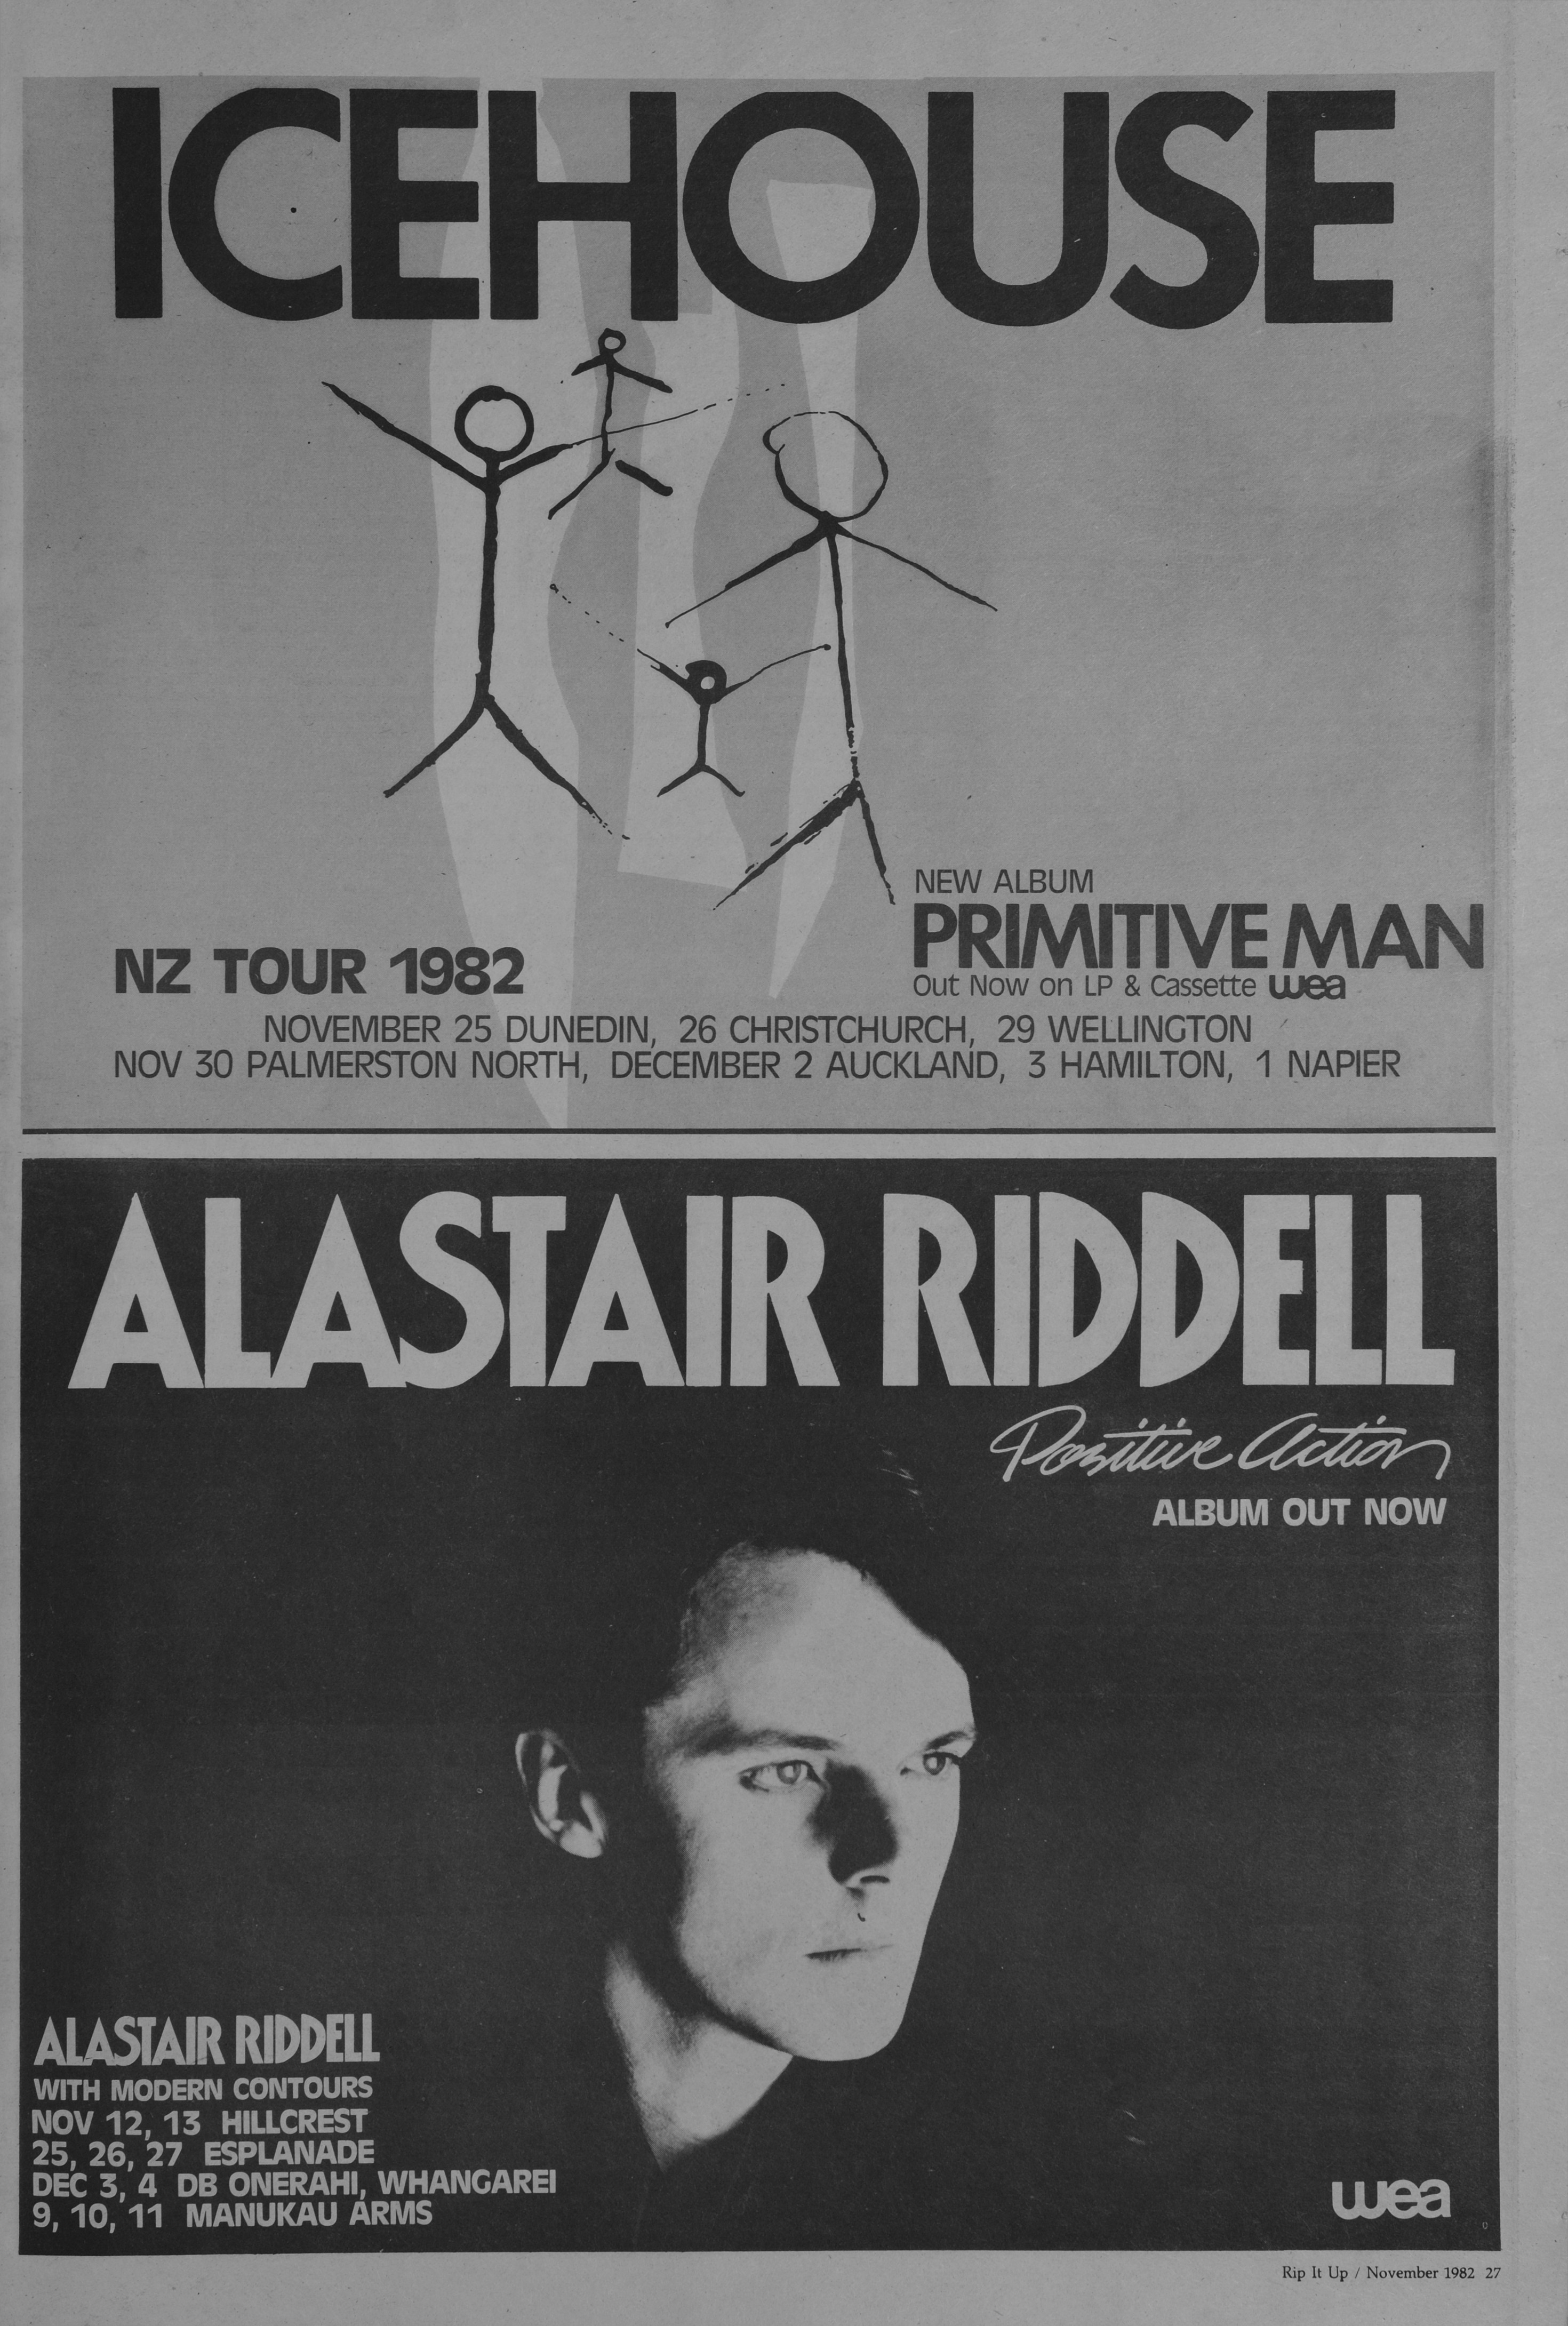 ICEHOUSE
NEW ALBUM
PRIMITIVE MAN
Out Now on LP & Cassette wea
NZ TOUR 1982
NOVEMBER 25 DUNEDIN, 26 CHRISTCHURCH, 29 WELLINGTON
NOV 30 PALMERSTON NORTH, DECEMBER 2 AUCKLAND, 3 HAMILTON, 1 NAPIER
ALASTAIR RIDDELL
Positive Action
ALBUM OUT NOW
ALASTAIR RIDDELL
WITH MODERN CONTOURS
NOV 12, 13 HILLCREST
25, 26, 27 ESPLANADE
DEC 3, 4 DB ONERAHI, WHANGAREI
9, 10, 11 MANUKAU ARMS
wea
Rip It Up / November 1982 27